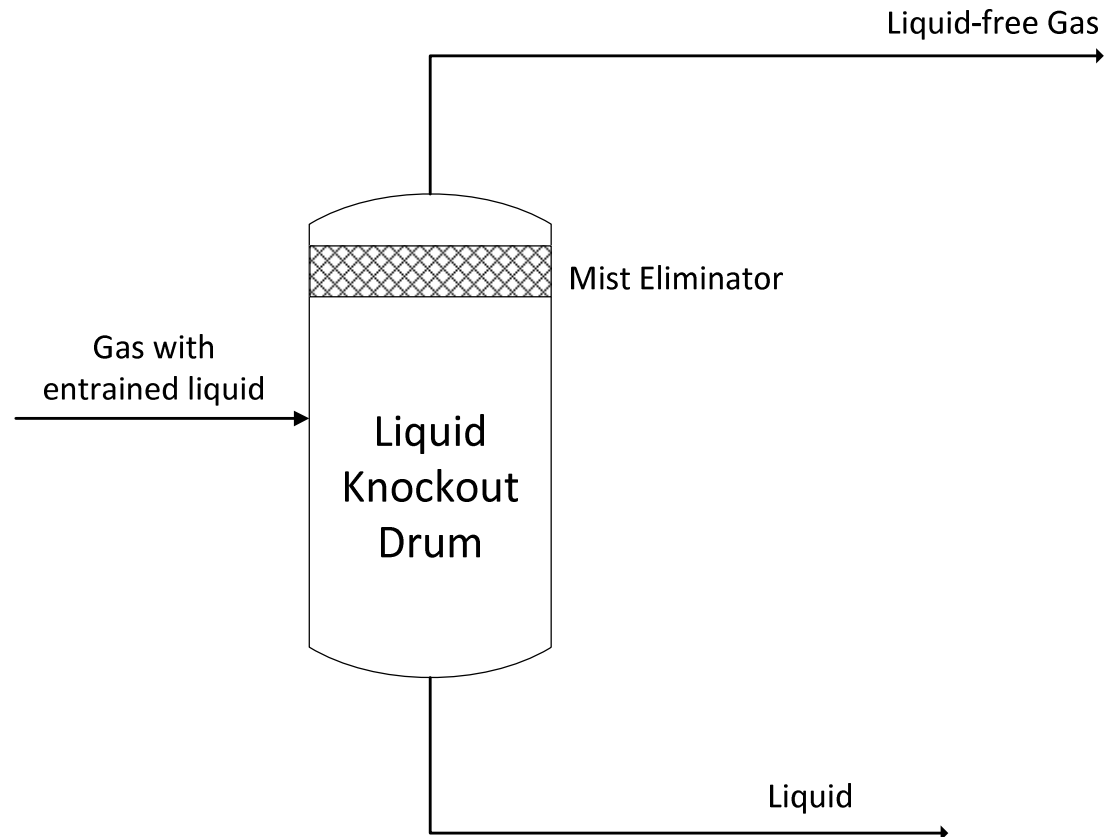 Liquid-free Gas
Mist Eliminator
Gas with
entrained liquid
Liquid
Knockout
Drum
Liquid